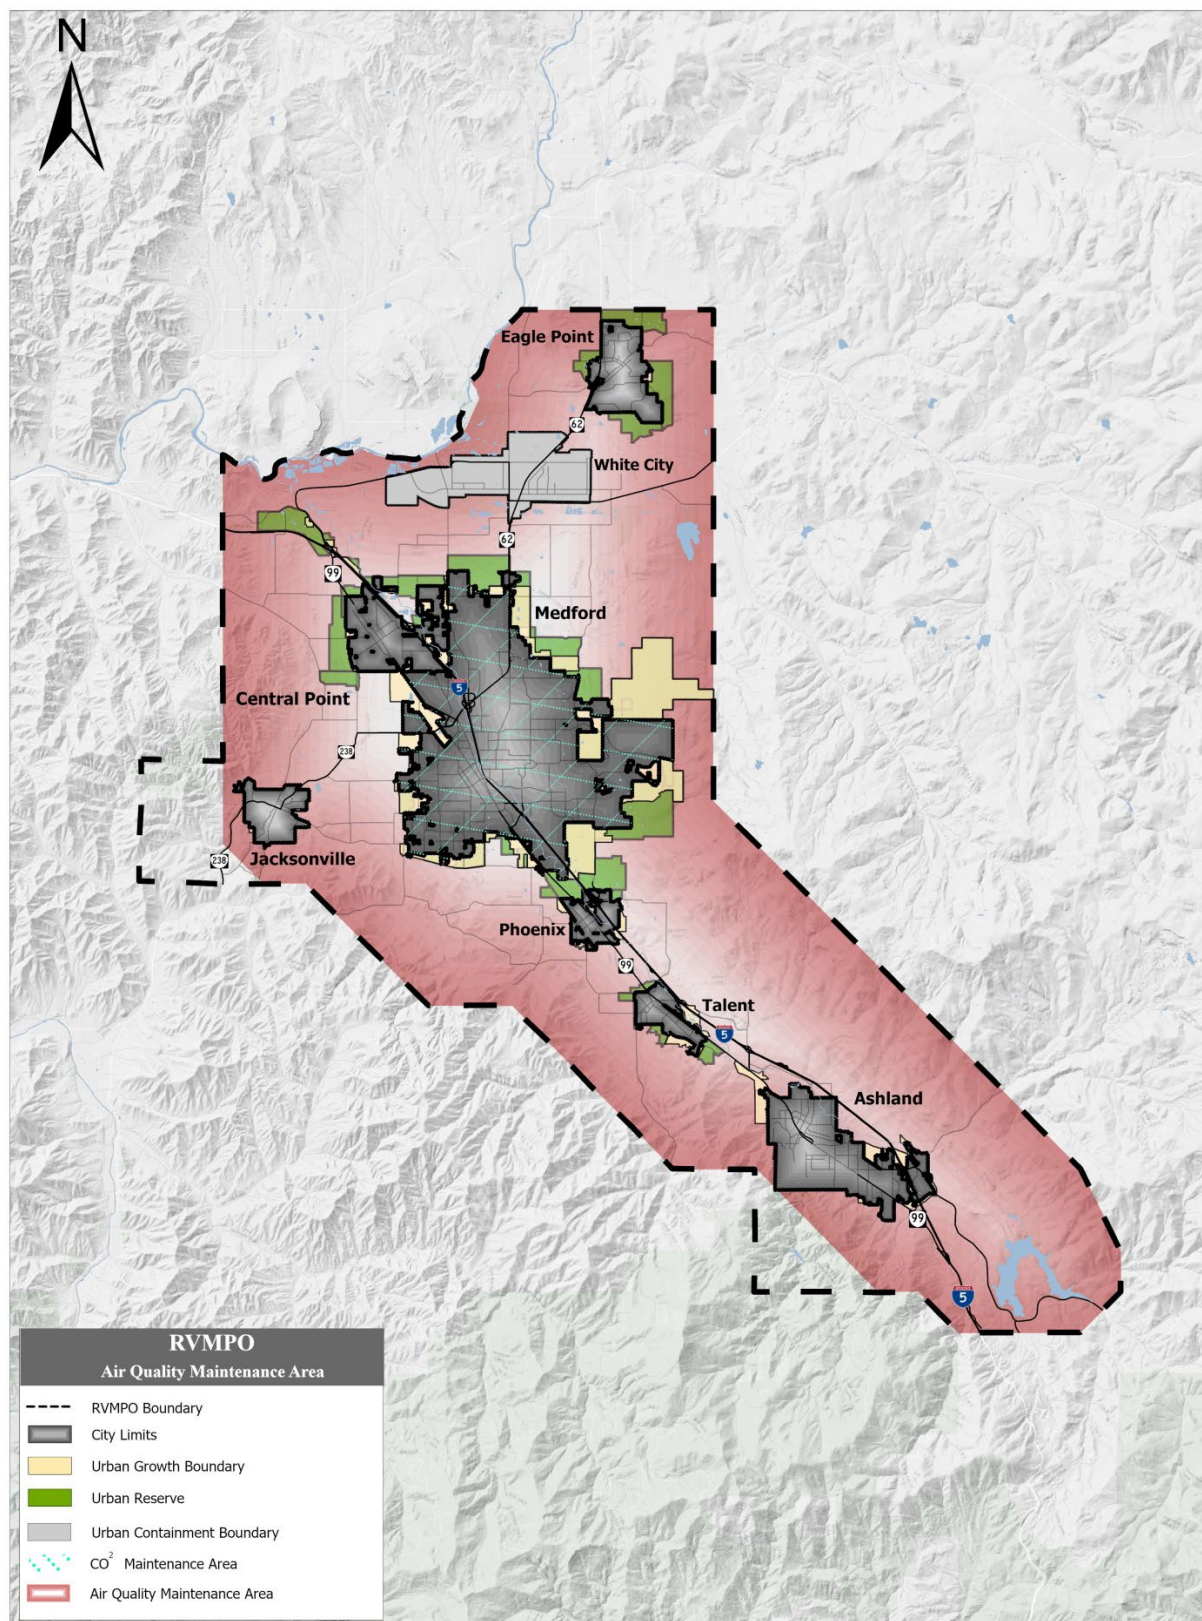 N
Eagle Point
62
White City
62
99
Medford
5
Central Point
238
Jacksonville
238
Phoenix
99
Talent
5
Ashland
99
5
RVMPO
Air Quality Maintenance Area
RVMPO Boundary
City Limits
Urban Growth Boundary
Urban Reserve
Urban Containment Boundary
CO² Maintenance Area
Air Quality Maintenance Area